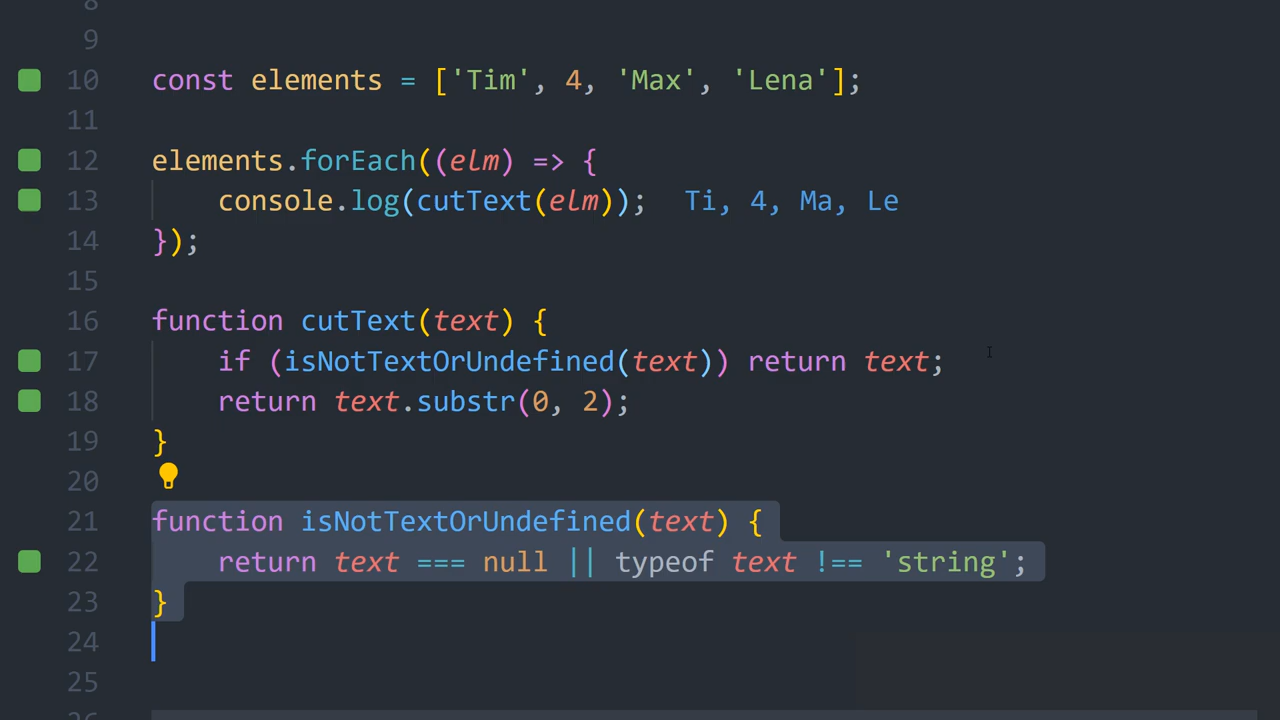 8
9
10 const elements = ['Tim', 4, 'Max', 'Lena'];
11
12 elements.forEach((elm) => {
13     console.log(cutText(elm)); Ti, 4, Ma, Le
14 });
15
16 function cutText(text) {
17     if (isNotTextOrUndefined(text)) return text;
18     return text.substr(0, 2);
19 }
20
21 function isNotTextOrUndefined(text) {
22     return text === null || typeof text !== 'string';
23 }
24
25